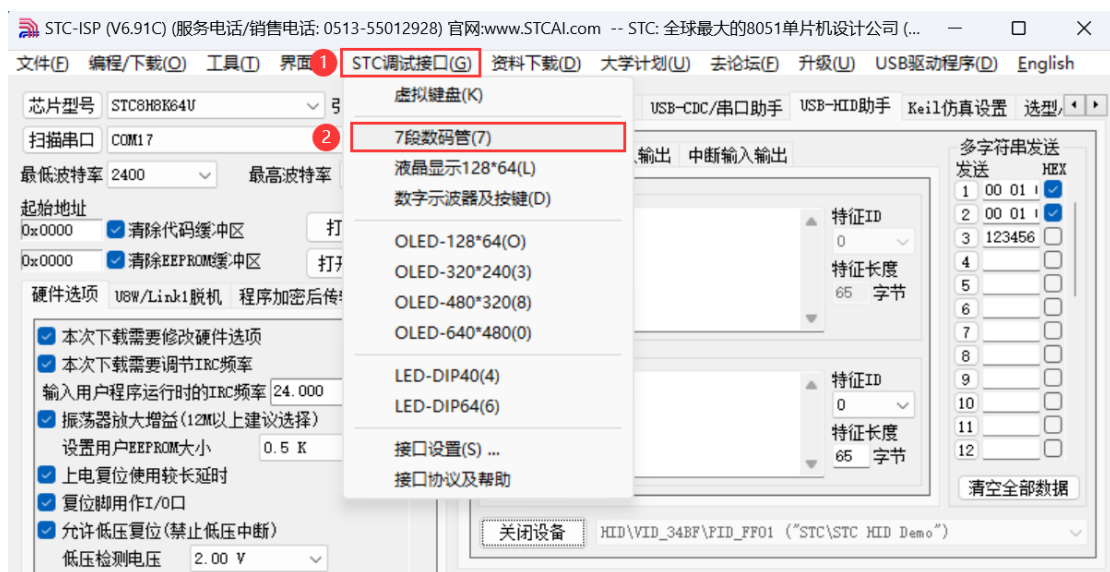 STC-ISP (V6.91C) (服务电话/销售电话: 0513-55012928) 官网:www.STCAI.com -- STC: 全球最大的8051单片机设计公司 (...
文件(F) 编程/下载(O) 工具(T) 界面 1 STC调试接口(G) 资料下载(D) 大学计划(U) 去论坛(F) 升级(U) USB驱动程序(D) English
芯片型号 STC8H8K64U 引
虚拟键盘(K)
USB-CDC/串口助手 USB-HID助手 Keil仿真设置 选型/
扫描串口 COM17
2 7段数码管(7)
输出 中断输入输出
多字符串发送
最低波特率 2400 最高波特率
液晶显示128*64(L)
发送 HEX
1 00 01
起始地址
数字示波器及按键(D)
特征ID
2 00 01
0x0000 清除代码缓冲区 打
OLED-128*64(O)
0
3 123456
0x0000 清除EEPROM缓冲区 打开
OLED-320*240(3)
特征长度
4
硬件选项 U8W/Link1脱机 程序加密后传
OLED-480*320(8)
65 字节
5
6
本次下载需要修改硬件选项
OLED-640*480(0)
7
本次下载需要调节IRC频率
8
输入用户程序运行时的IRC频率 24.000
LED-DIP40(4)
特征ID
9
振荡器放大增益(12M以上建议选择)
LED-DIP64(6)
0
10
设置用户EEPROM大小 0.5 K
接口设置(S) ...
特征长度
11
上电复位使用较长延时
接口协议及帮助
65 字节
12
复位脚用作I/O口
清空全部数据
允许低压复位(禁止低压中断)
关闭设备 HID\VID_34BF\PID_FF01 ("STC\STC HID Demo")
低压检测电压 2.00 V